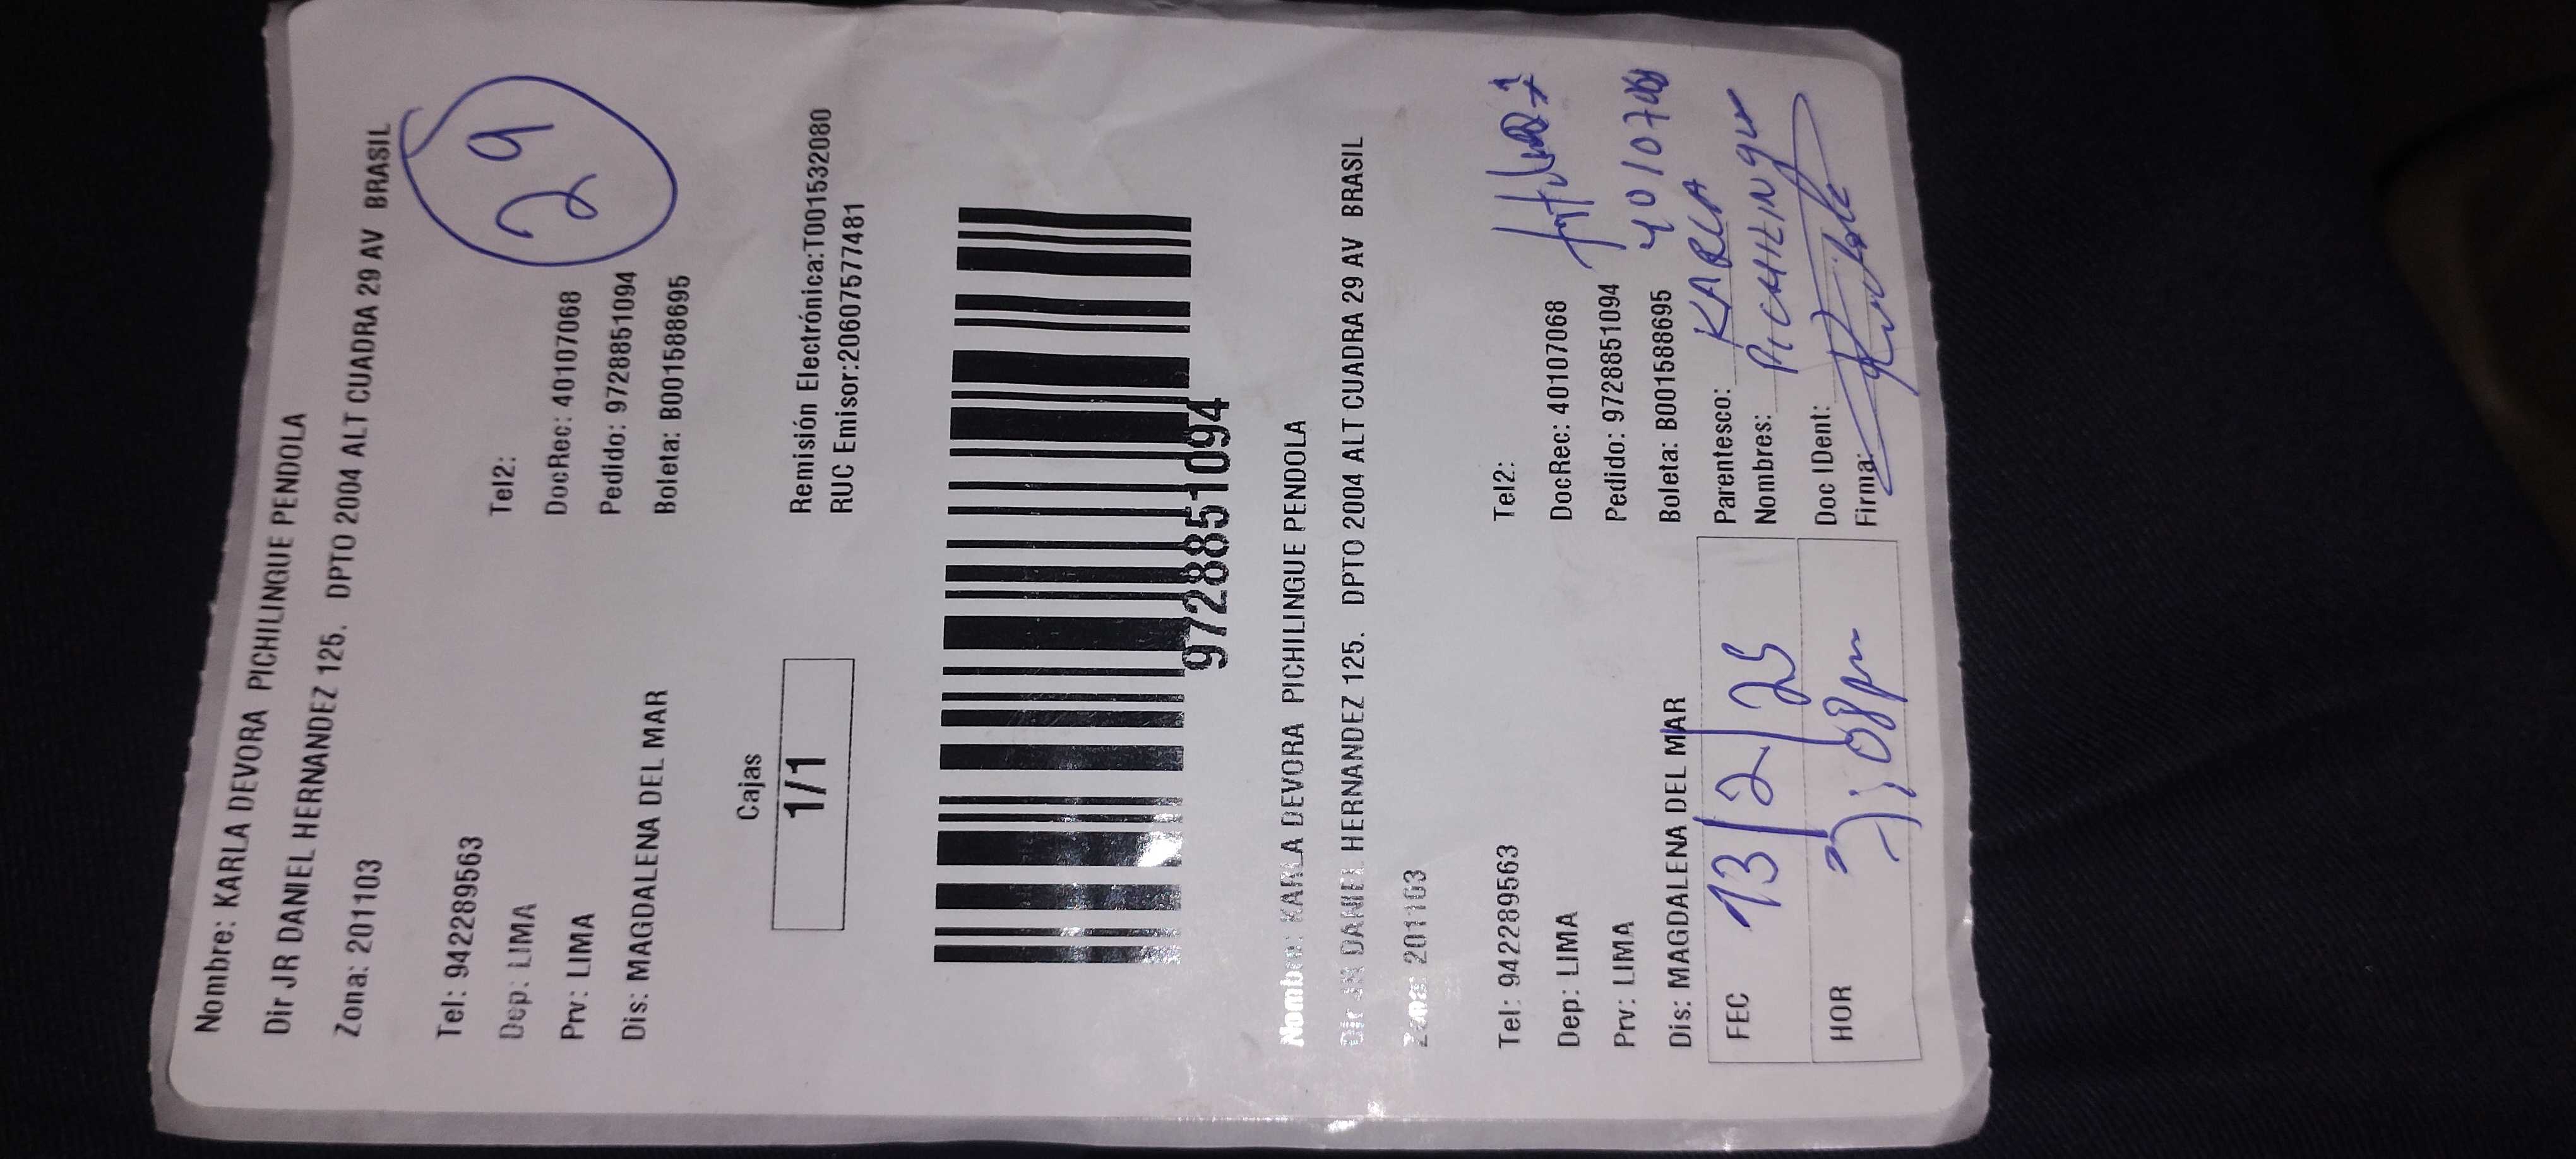 Nombre: KARLA DEVORA PICHILINGUE PENDOLA
Dir JR DANIEL HERNANDEZ 125. DPTO 2004 ALT CUADRA 29 AV BRASIL
Zona: 201103
29
Tel: 942289563 Tel2:
Dep: LIMA DocRec: 40107068
Prv: LIMA Pedido: 9728851094
Dis: MAGDALENA DEL MAR Boleta: B001588695
Cajas
1/1
Remisión Electrónica:T001532080
RUC Emisor:20607577481
9728851094
Nombre: KARLA DEVORA PICHILINGUE PENDOLA
Dir JR DANIEL HERNANDEZ 125. DPTO 2004 ALT CUADRA 29 AV BRASIL
Zona: 201103
Tel: 942289563 Tel2:
Dep: LIMA DocRec: 40107068
Prv: LIMA Pedido: 9728851094
Dis: MAGDALENA DEL MAR Boleta: B001588695
FEC 13/2/25 Parentesco: KARLA
Nombres: PICHILINGUE
HOR 3:08pm Doc IDent:
Firma: